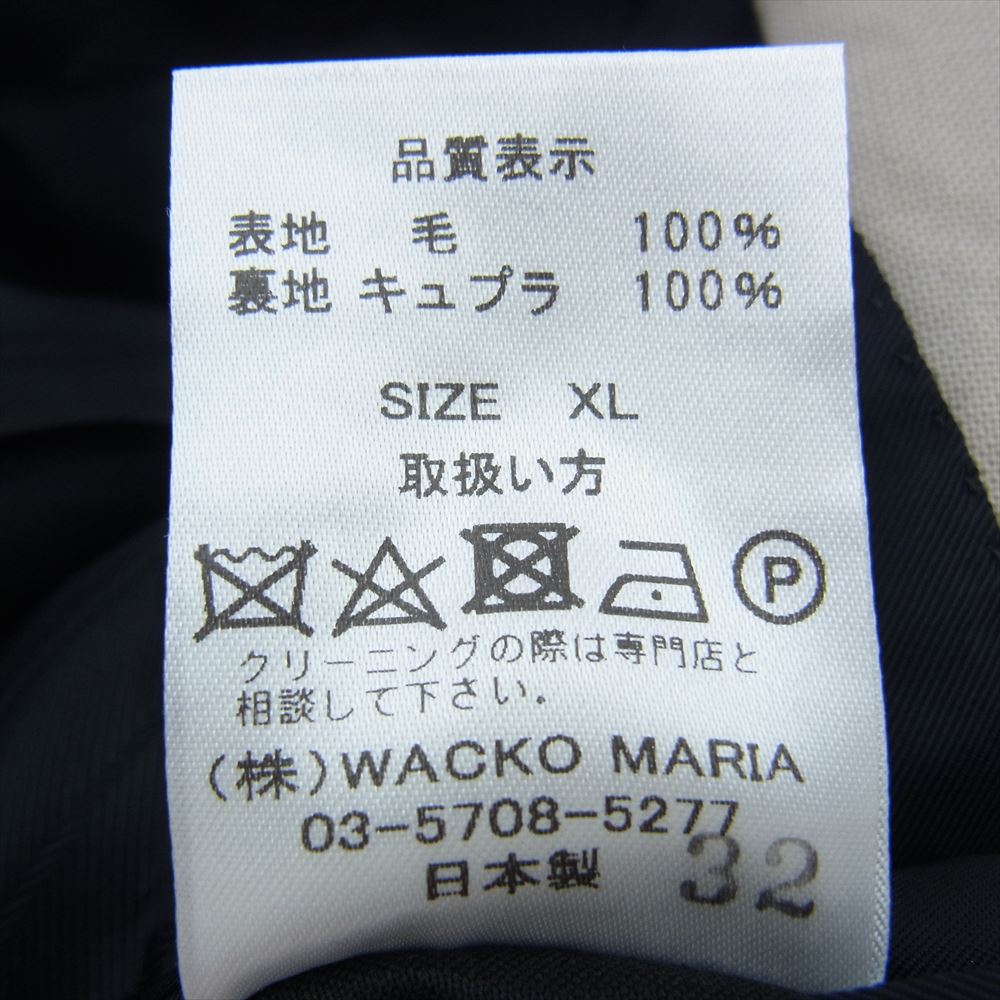 品質表示
表地 毛 100%
裏地 キュプラ 100%
SIZE XL
取扱い方
P
クリーニングの際は専門店と
相談して下さい.
(株)WACKO MARIA
03-5708-5277
日本製
32